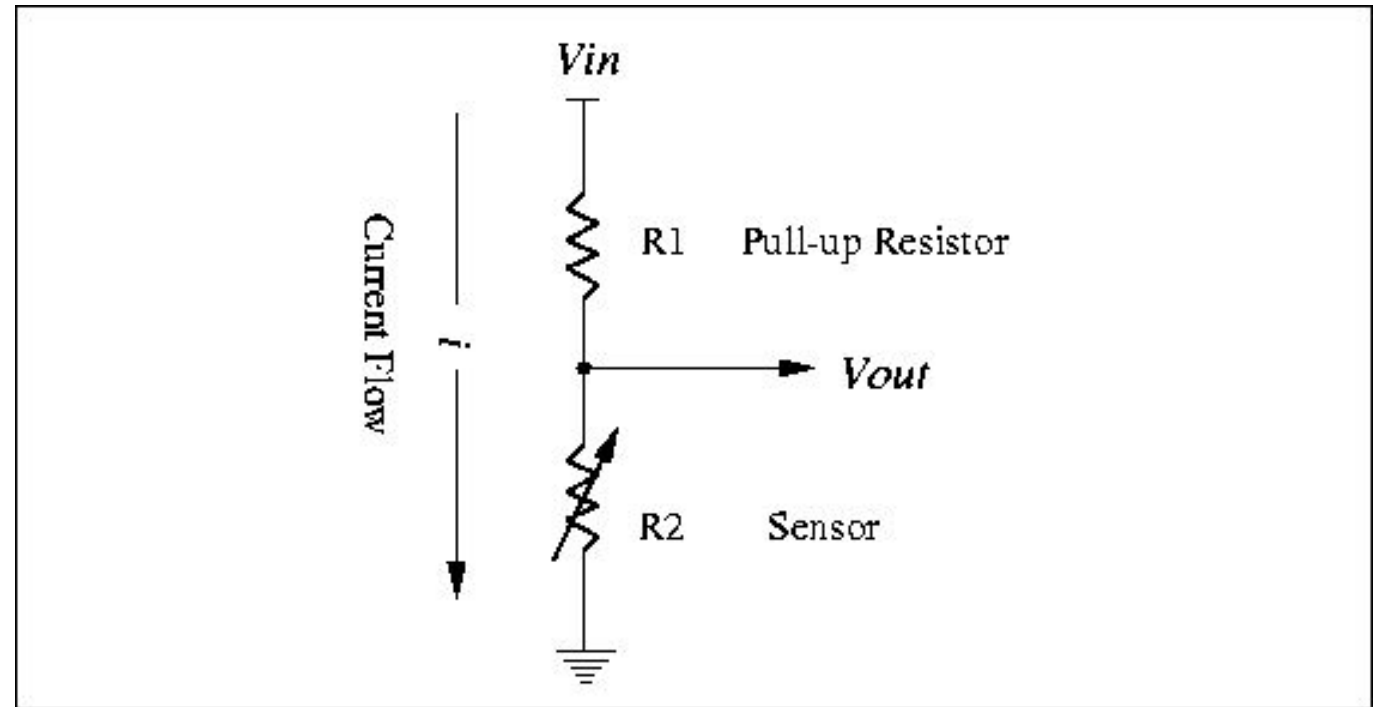 Vin
R1 Pull-up Resistor
Current Flow
i
Vout
R2 Sensor